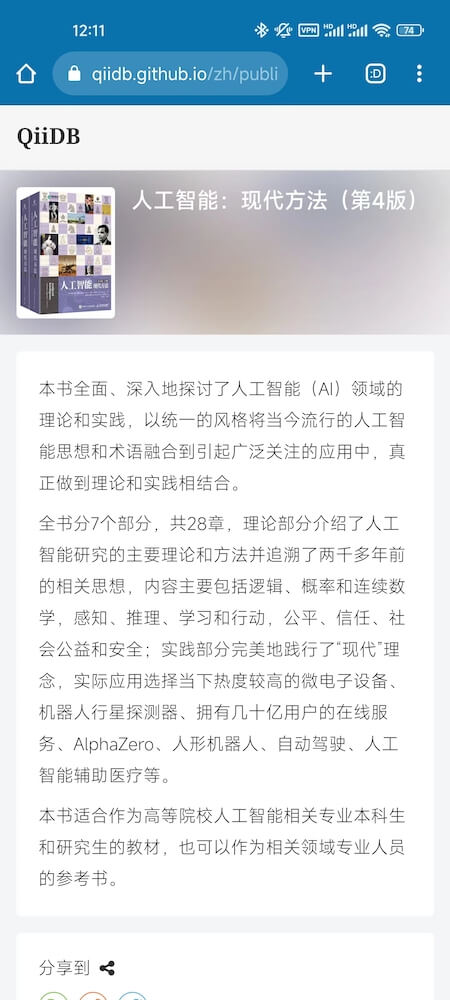 12:11
VPN
HD
HD
74
qiidb.github.io/zh/publi
:D
QiiDB
人工智能
现代方法
人工智能：现代方法（第4版）
本书全面、深入地探讨了人工智能（AI）领域的
理论和实践，以统一的风格将当今流行的人工智
能思想和术语融合到引起广泛关注的应用中，真
正做到理论和实践相结合。
全书分7个部分，共28章，理论部分介绍了人工
智能研究的主要理论和方法并追溯了两千多年前
的相关思想，内容主要包括逻辑、概率和连续数
学，感知、推理、学习和行动，公平、信任、社
会公益和安全；实践部分完美地践行了“现代”理
念，实际应用选择当下热度较高的微电子设备、
机器人行星探测器、拥有几十亿用户的在线服
务、AlphaZero、人形机器人、自动驾驶、人工
智能辅助医疗等。
本书适合作为高等院校人工智能相关专业本科生
和研究生的教材，也可以作为相关领域专业人员
的参考书。
分享到